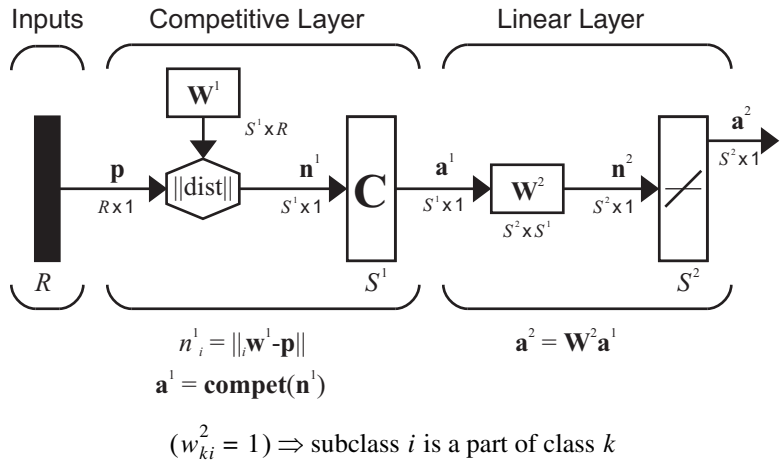 Inputs Competitive Layer Linear Layer
W¹
S¹ x R
p
R x 1
||dist||
n¹
S¹ x 1
C
a¹
S¹ x 1
W²
S² x S¹
n²
S² x 1
a²
S² x 1
R S¹ S²
n¹ᵢ = ||ᵢw¹-p|| a² = W²a¹
a¹ = compet(n¹)
(w²ₖᵢ = 1) ⇒ subclass i is a part of class k